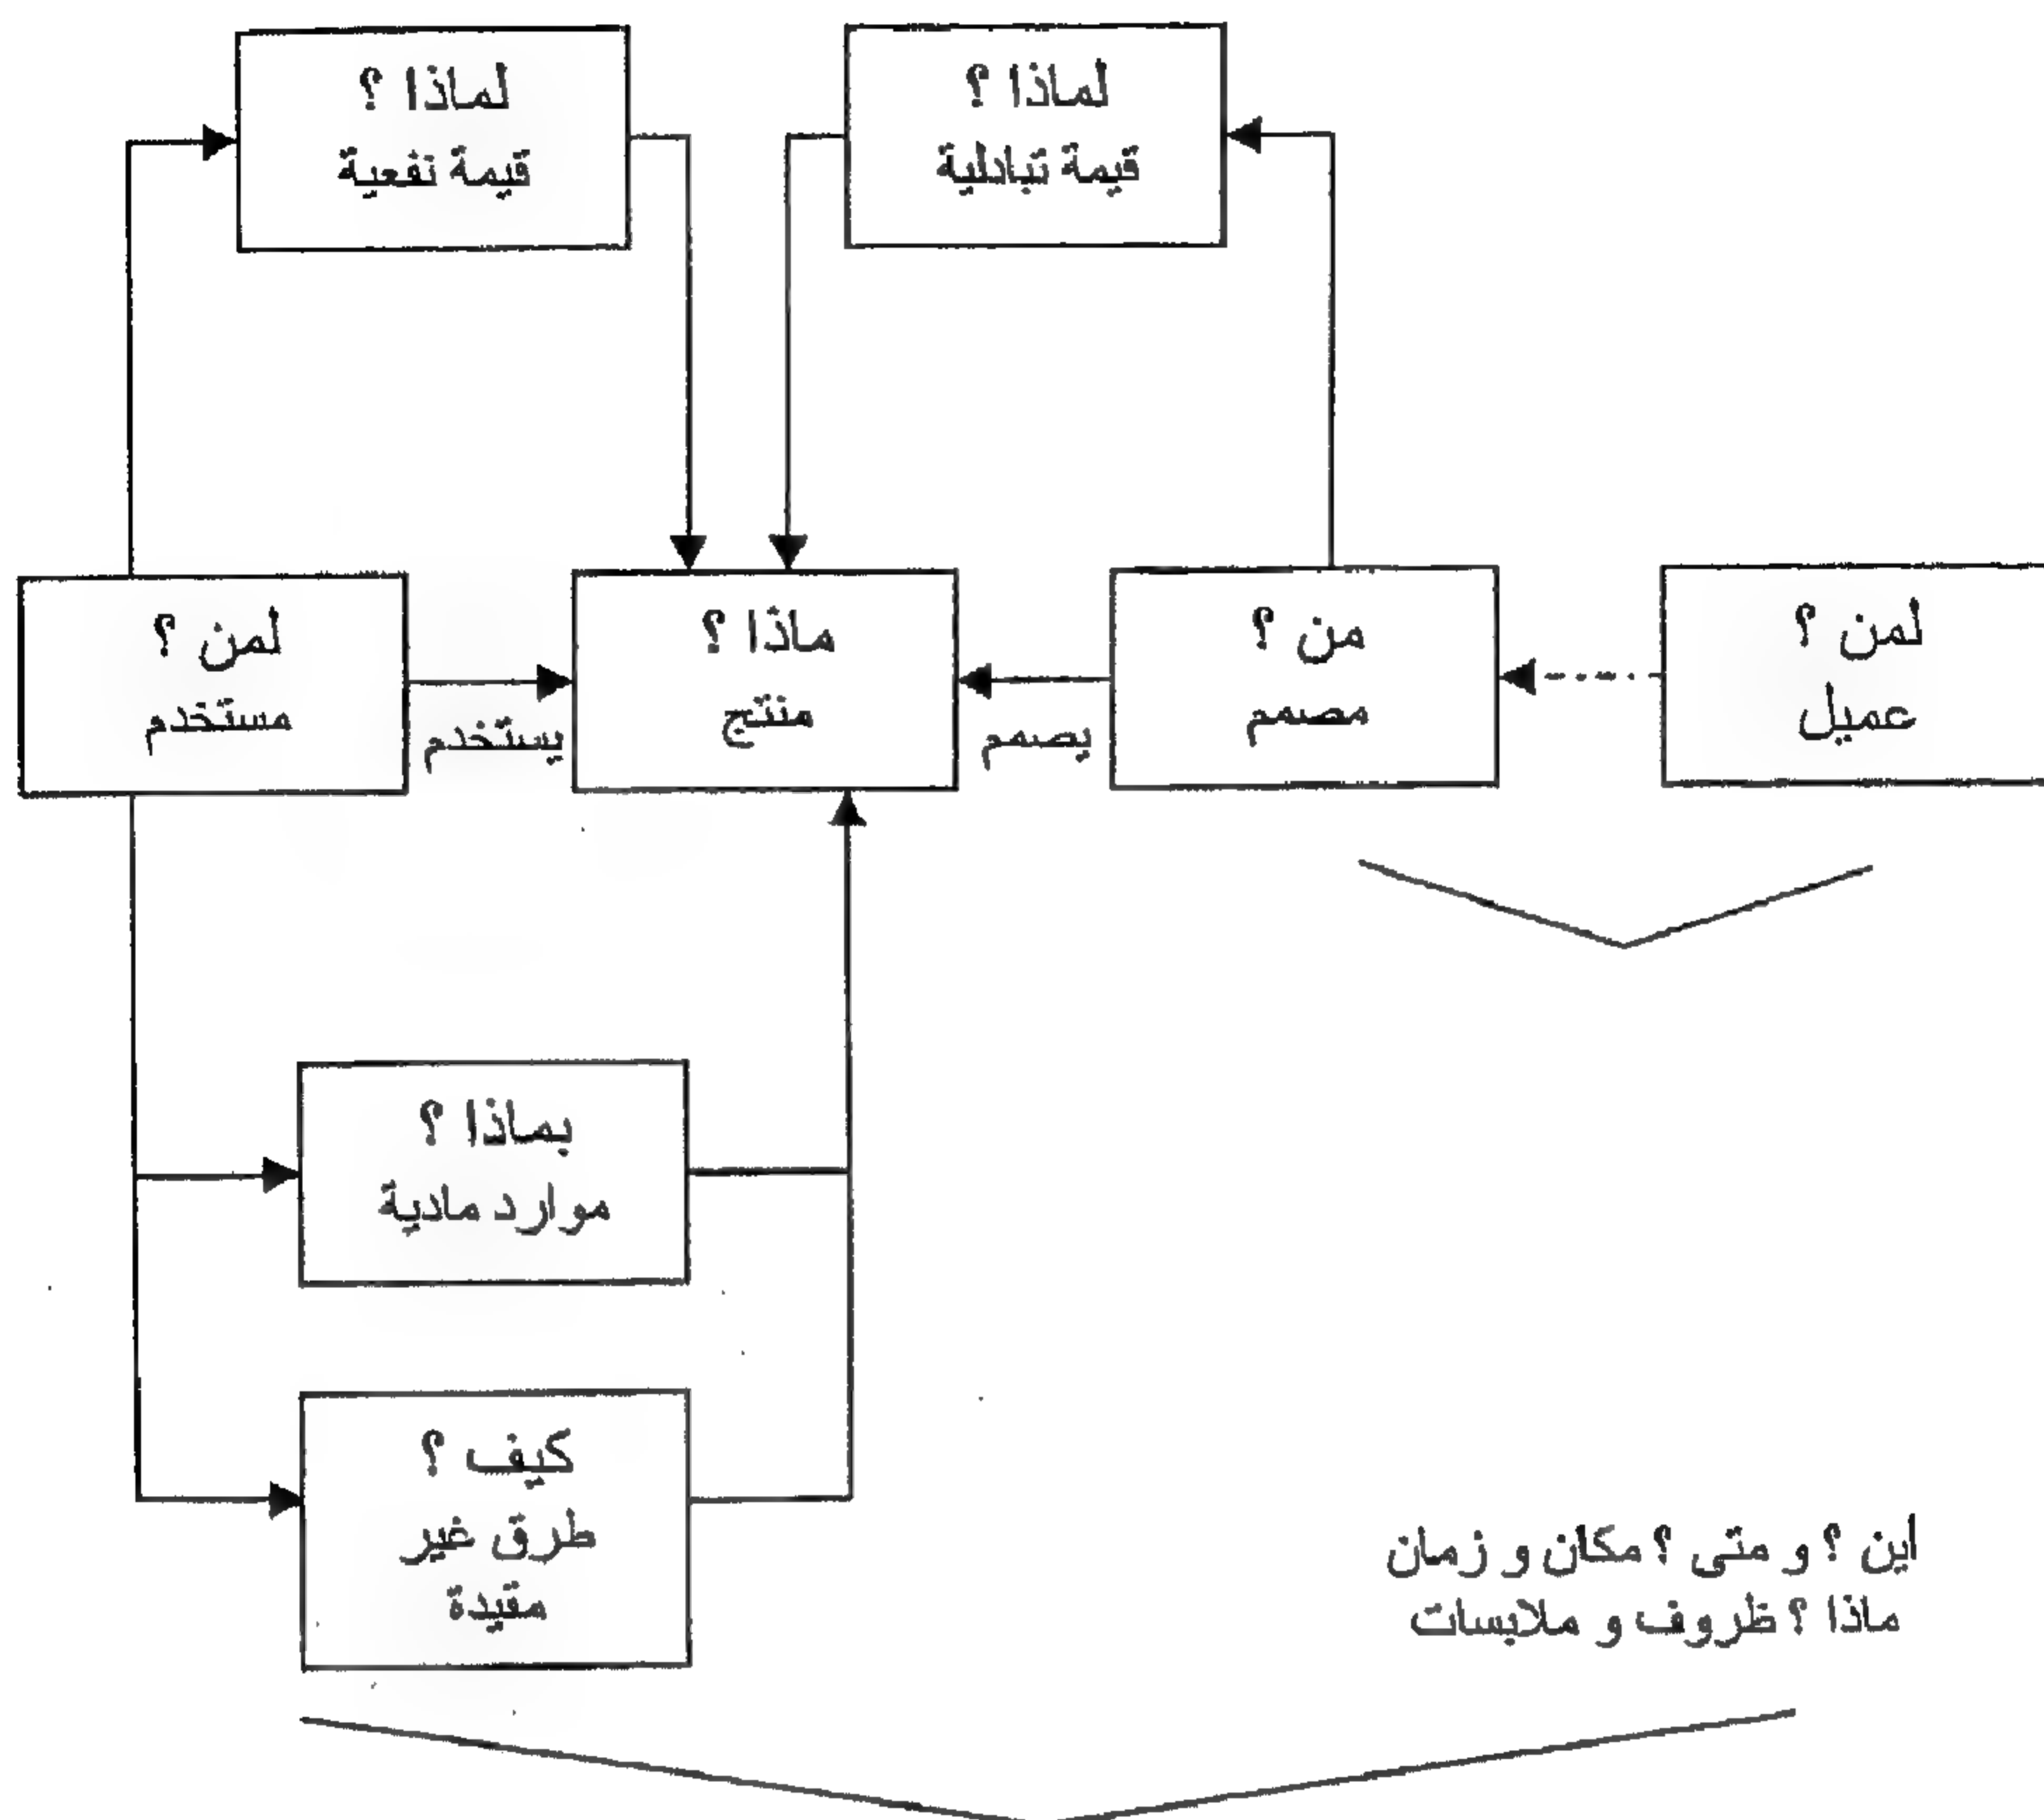 لماذا ؟
قيمة تبادلية
لماذا ؟
قيمة نفعية
لمن ؟
عميل
من ؟
مصمم
يصمم
ماذا ؟
منتج
يستخدم
لمن ؟
مستخدم
بماذا ؟
موارد مادية
كيف ؟
طرق غير
مقيدة
اين ؟ و متى ؟ مكان و زمان
ماذا ؟ ظروف و ملابسات